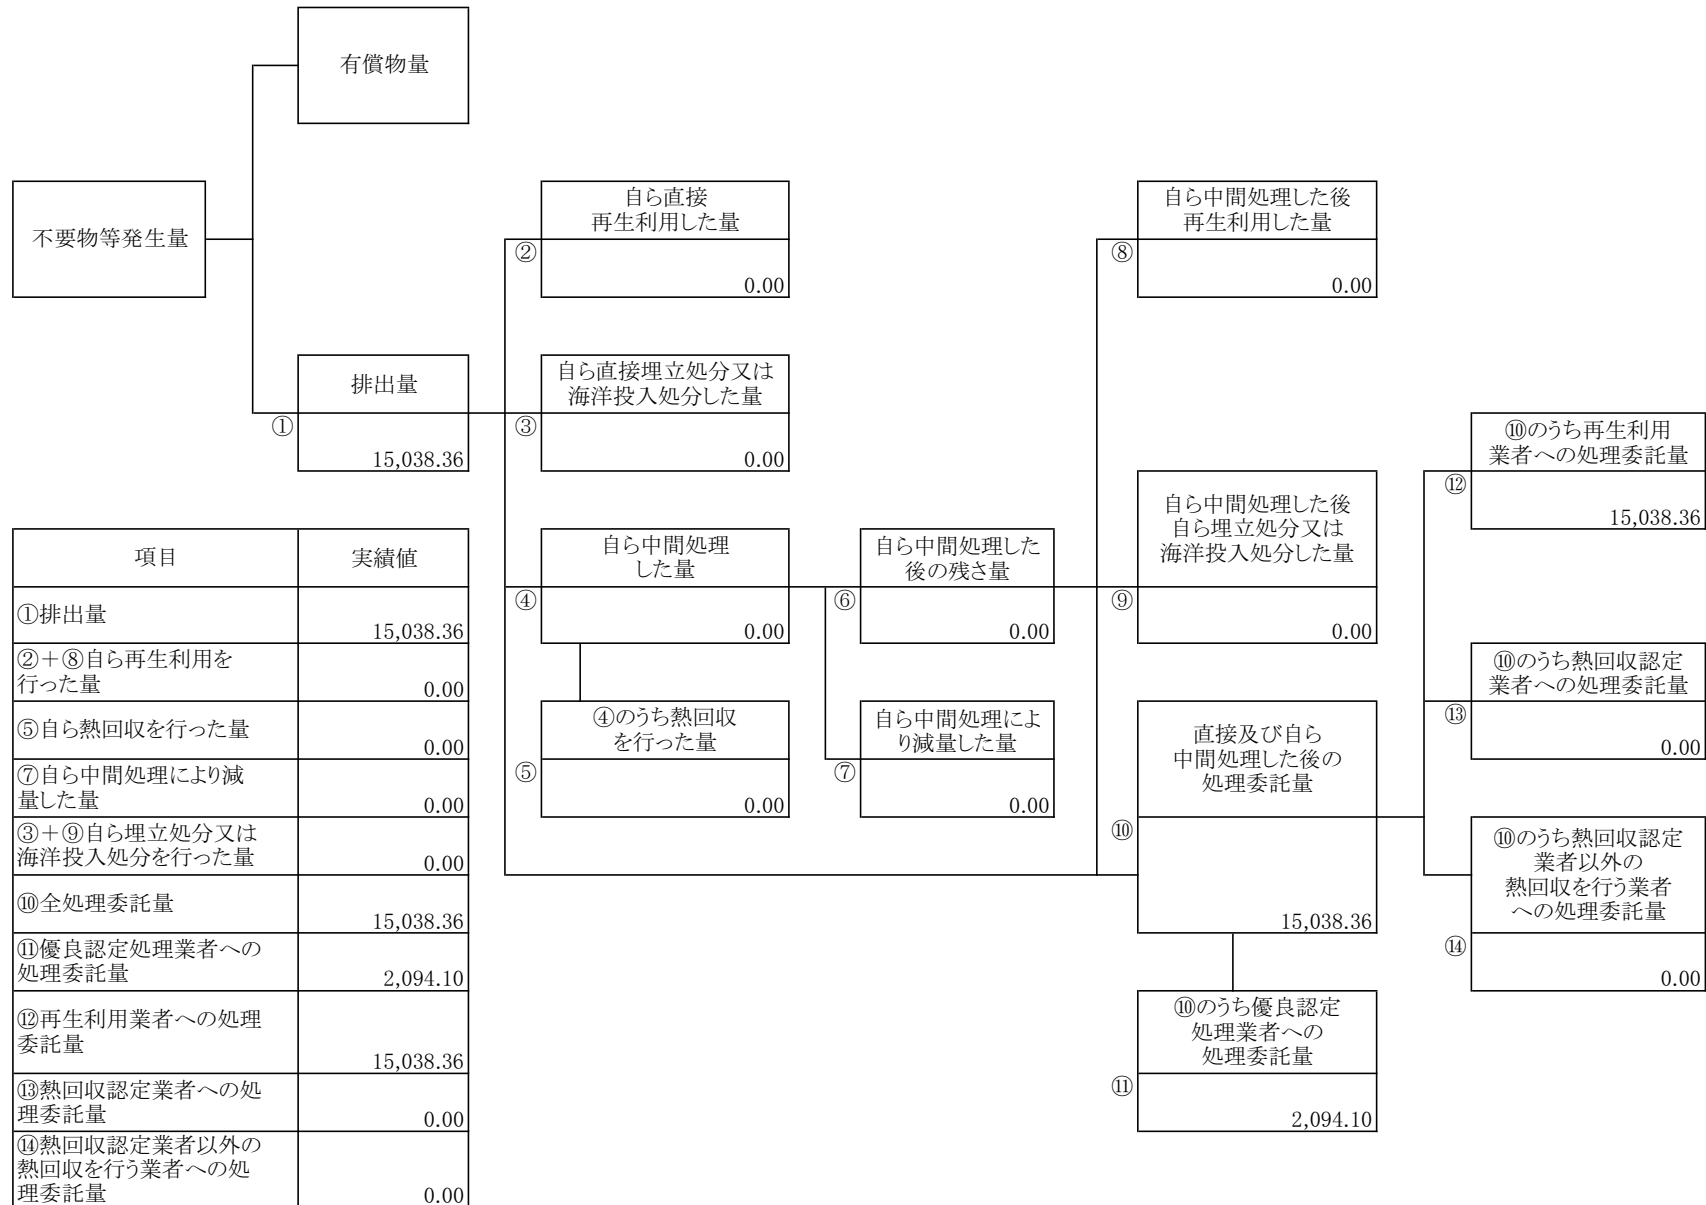 有償物量
不要物等発生量
自ら直接
再生利用した量
②
0.00
自ら中間処理した後
再生利用した量
⑧
0.00
排出量
①
15,038.36
自ら直接埋立処分又は
海洋投入処分した量
③
0.00
⑩のうち再生利用
業者への処理委託量
⑫
15,038.36
自ら中間処理
した量
④
0.00
自ら中間処理した
後の残さ量
⑥
0.00
自ら中間処理した後
自ら埋立処分又は
海洋投入処分した量
⑨
0.00
⑩のうち熱回収認定
業者への処理委託量
⑬
0.00
④のうち熱回収
を行った量
⑤
0.00
自ら中間処理によ
り減量した量
⑦
0.00
直接及び自ら
中間処理した後の
処理委託量
⑩
15,038.36
⑩のうち熱回収認定
業者以外の
熱回収を行う業者
への処理委託量
⑭
0.00
⑩のうち優良認定
処理業者への
処理委託量
⑪
2,094.10
項目 実績値
①排出量
15,038.36
②＋⑧自ら再生利用を
行った量
0.00
⑤自ら熱回収を行った量
0.00
⑦自ら中間処理により減
量した量
0.00
③＋⑨自ら埋立処分又は
海洋投入処分を行った量
0.00
⑩全処理委託量
15,038.36
⑪優良認定処理業者への
処理委託量
2,094.10
⑫再生利用業者への処理
委託量
15,038.36
⑬熱回収認定業者への処
理委託量
0.00
⑭熱回収認定業者以外の
熱回収を行う業者への処
理委託量
0.00